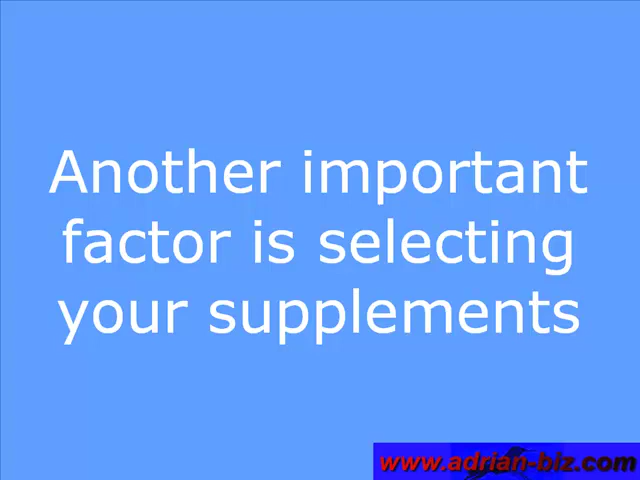 Another important
factor is selecting
your supplements
www.adrian-biz.com